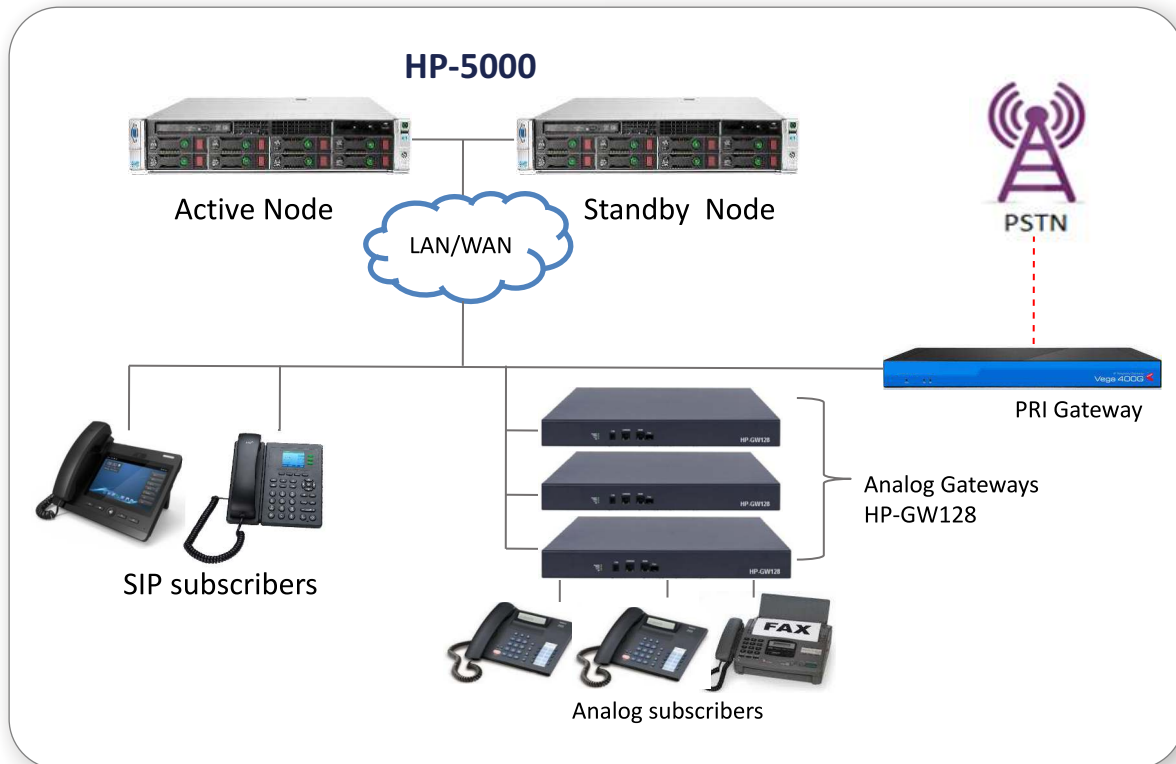 HP-5000
Active Node
Standby Node
LAN/WAN
PSTN
Vega 400G
PRI Gateway
HP-GW128
HP-GW128
HP-GW128
Analog Gateways
HP-GW128
SIP subscribers
FAX
Analog subscribers